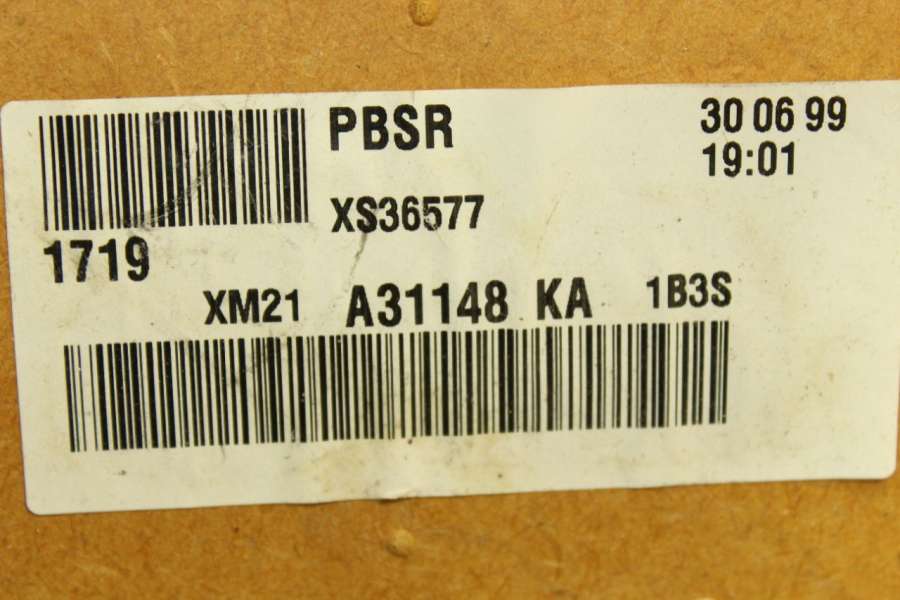 PBSR 30 06 99
19:01
XS36577
1719
XM21 A31148 KA 1B3S